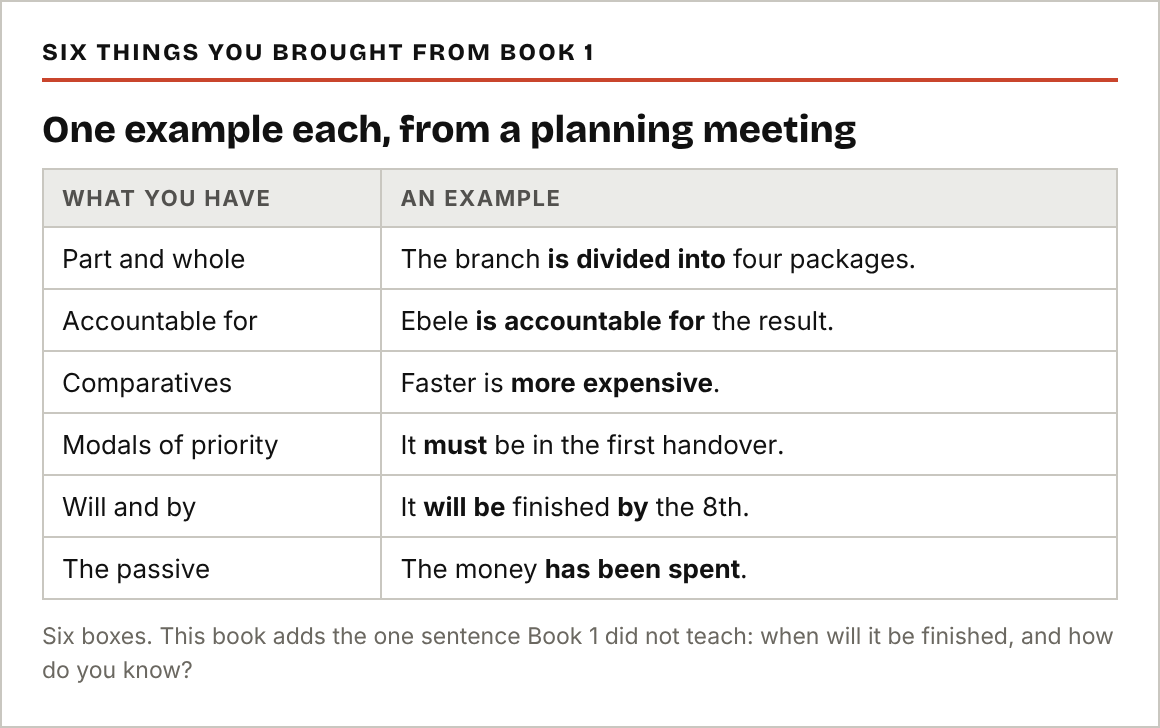 SIX THINGS YOU BROUGHT FROM BOOK 1
One example each, from a planning meeting
WHAT YOU HAVE AN EXAMPLE
Part and whole The branch is divided into four packages.
Accountable for Ebele is accountable for the result.
Comparatives Faster is more expensive.
Modals of priority It must be in the first handover.
Will and by It will be finished by the 8th.
The passive The money has been spent.
Six boxes. This book adds the one sentence Book 1 did not teach: when will it be finished, and how
do you know?